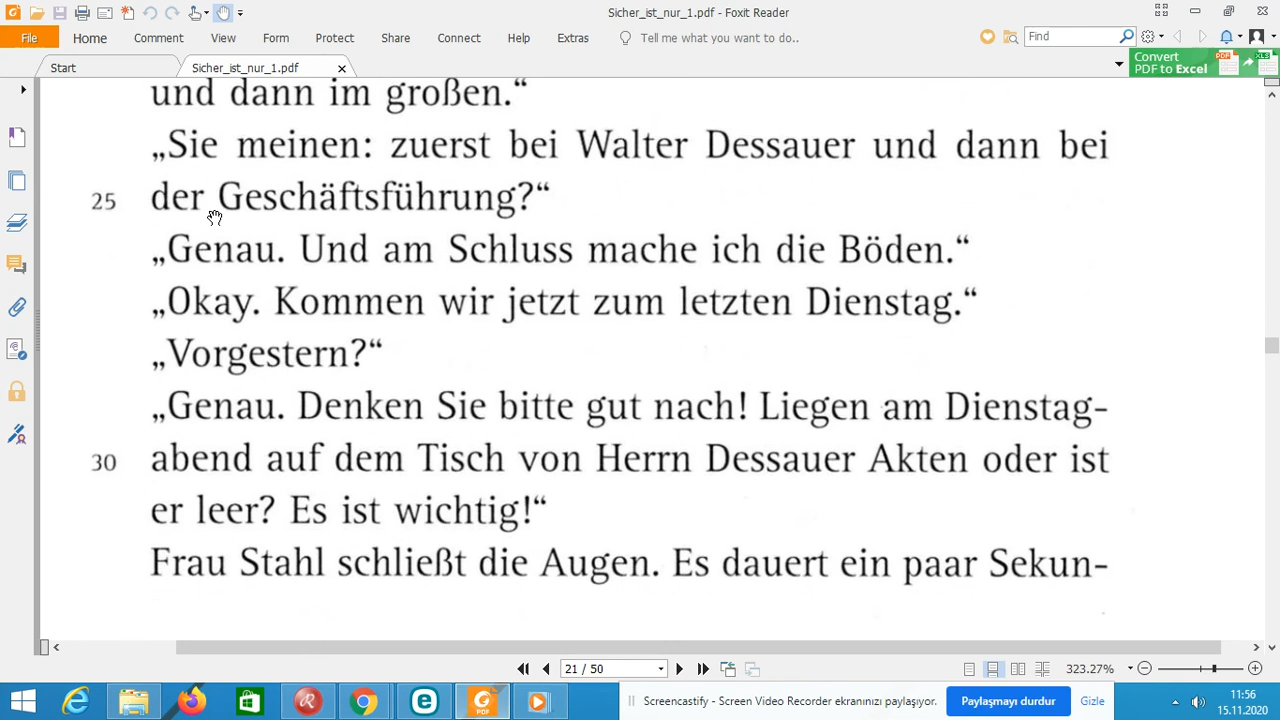 Sicher_ist_nur_1.pdf - Foxit Reader
File Home Comment View Form Protect Share Connect Help Extras Tell me what you want to do.. Find
Start Sicher_ist_nur_1.pdf
Convert
PDF to Excel
und dann im großen.“
„Sie meinen: zuerst bei Walter Dessauer und dann bei
25 der Geschäftsführung?“
„Genau. Und am Schluss mache ich die Böden.“
„Okay. Kommen wir jetzt zum letzten Dienstag.“
„Vorgestern?“
„Genau. Denken Sie bitte gut nach! Liegen am Dienstag-
30 abend auf dem Tisch von Herrn Dessauer Akten oder ist
er leer? Es ist wichtig!“
Frau Stahl schließt die Augen. Es dauert ein paar Sekun-
21 / 50 323.27%
Screencastify - Screen Video Recorder ekranınızı paylaşıyor. Paylaşmayı durdur Gizle
11:56
15.11.2020